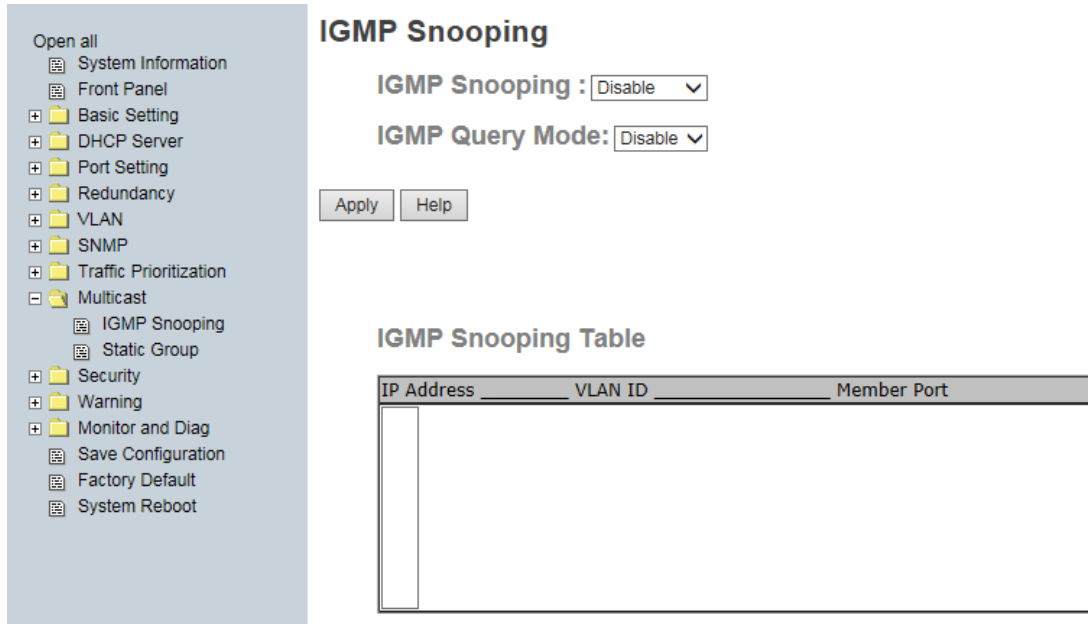 Open all
System Information
Front Panel
Basic Setting
DHCP Server
Port Setting
Redundancy
VLAN
SNMP
Traffic Prioritization
Multicast
IGMP Snooping
Static Group
Security
Warning
Monitor and Diag
Save Configuration
Factory Default
System Reboot
IGMP Snooping
IGMP Snooping : Disable
IGMP Query Mode: Disable
Apply Help
IGMP Snooping Table
IP Address _________ VLAN ID __________________ Member Port